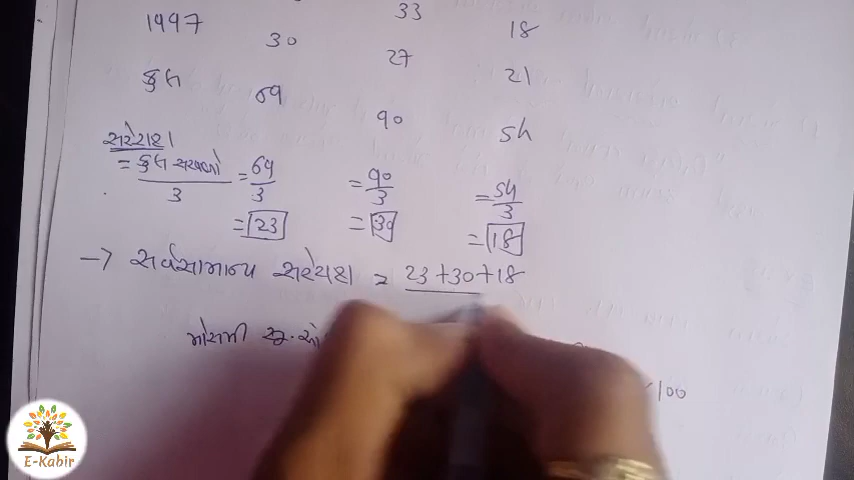 33
1997 30 27 18
કુલ 69 90 21
54
સરેરાશ
= કુલ સરવાળો / 3 = 69/3 = 90/3 = 54/3
= 23 = 30 = 18
→ સર્વસામાન્ય સરેરાશ = 23+30+18
મોસમી સૂ.આં
×100
E-Kabir